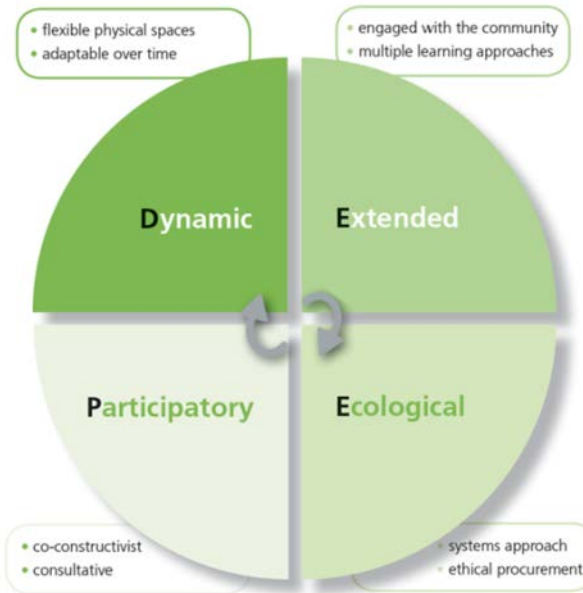 • flexible physical spaces
• adaptable over time
• engaged with the community
• multiple learning approaches
Dynamic
Extended
Participatory
Ecological
• co-constructivist
• consultative
• systems approach
• ethical procurement